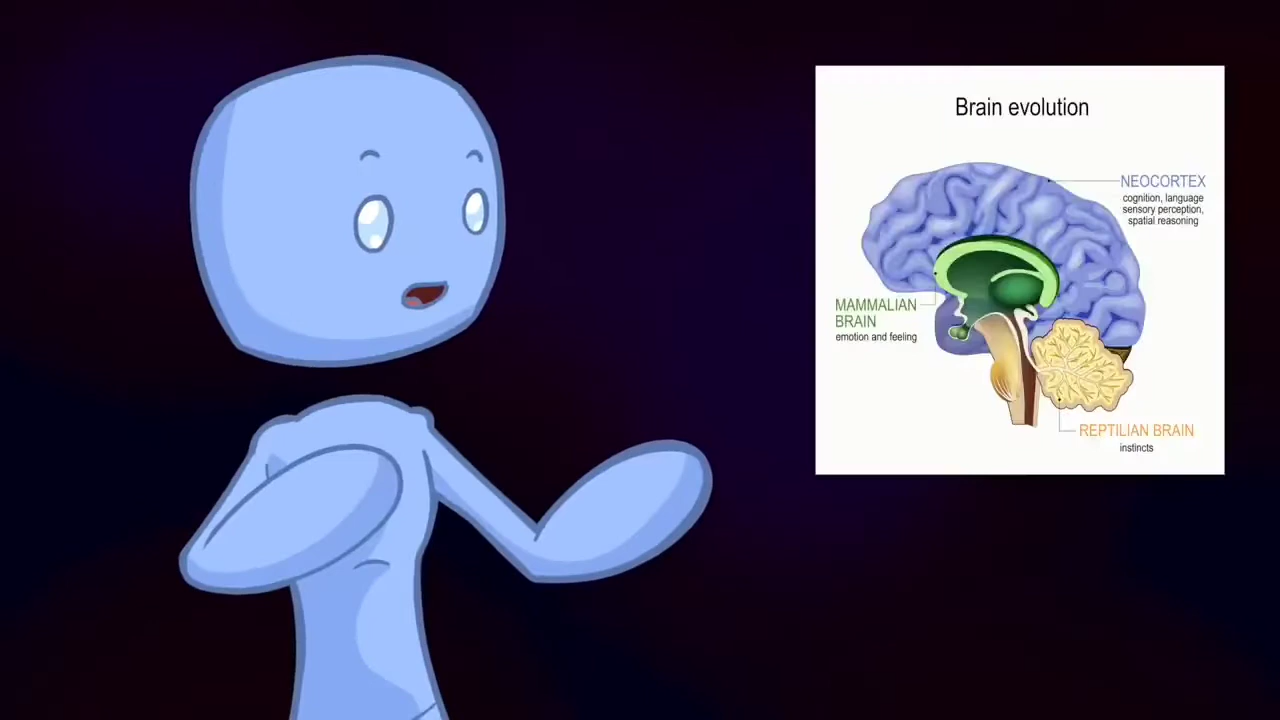 Brain evolution
NEOCORTEX
cognition, language
sensory perception,
spatial reasoning
MAMMALIAN
BRAIN
emotion and feeling
REPTILIAN BRAIN
instincts